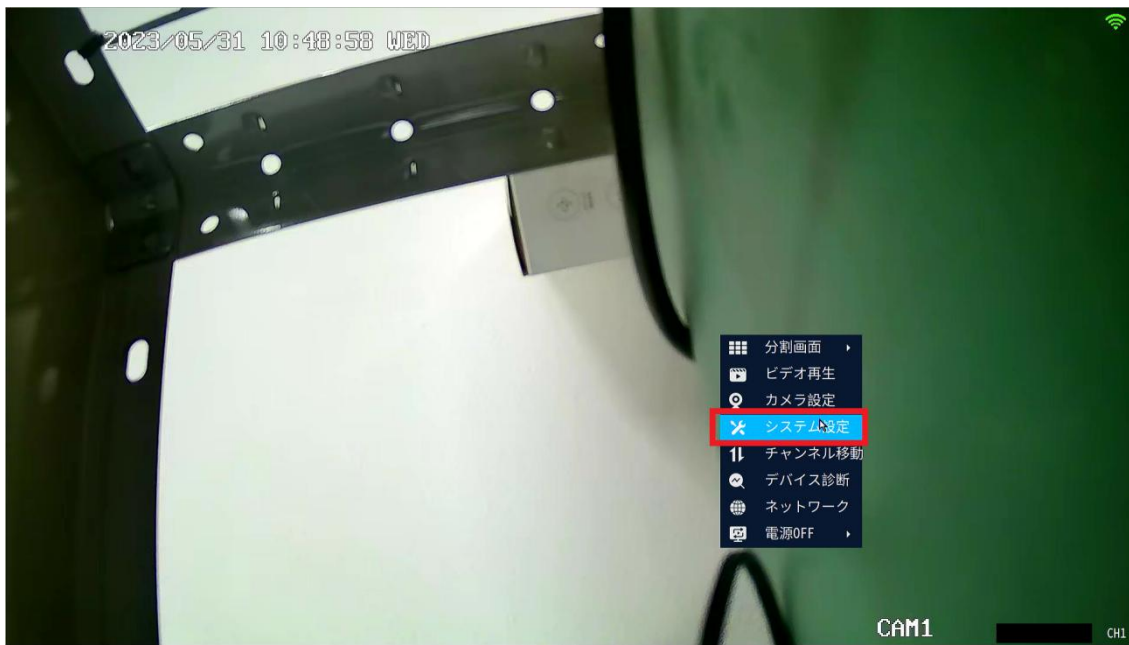 2023/05/31 10:48:58 WED
分割画面
ビデオ再生
カメラ設定
システム設定
チャンネル移動
デバイス診断
ネットワーク
電源OFF
CAM1
CH1